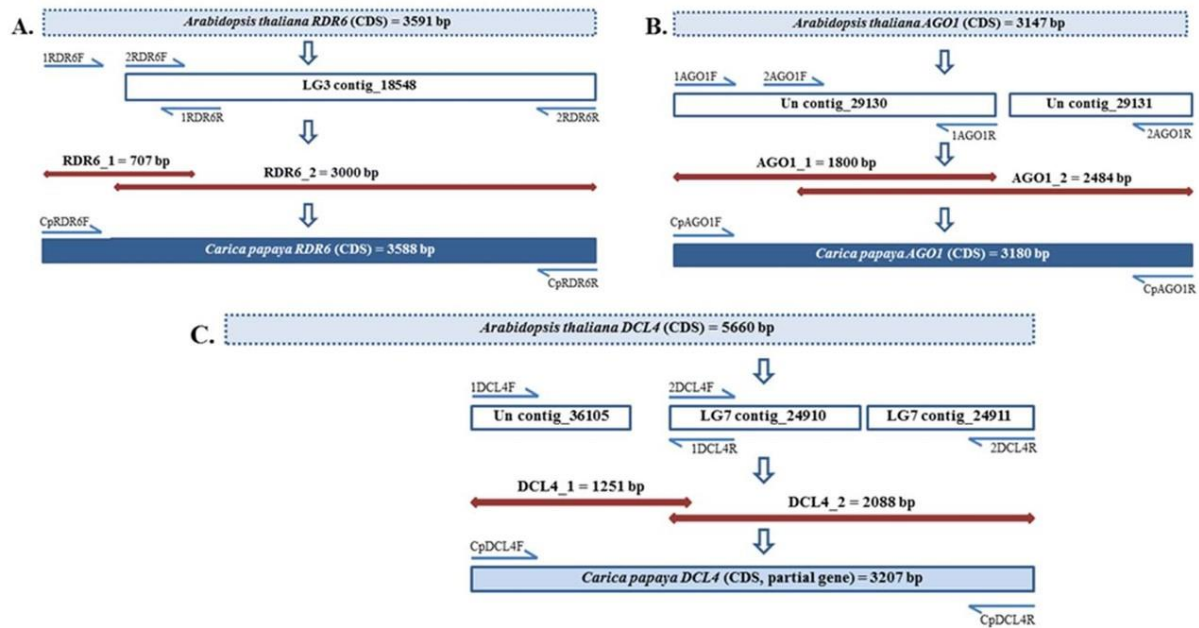 A.
Arabidopsis thaliana RDR6 (CDS) = 3591 bp
1RDR6F
2RDR6F
LG3 contig_18548
1RDR6R
2RDR6R
RDR6_1 = 707 bp
RDR6_2 = 3000 bp
CpRDR6F
Carica papaya RDR6 (CDS) = 3588 bp
CpRDR6R
B.
Arabidopsis thaliana AGO1 (CDS) = 3147 bp
1AGO1F
2AGO1F
Un contig_29130
Un contig_29131
1AGO1R
2AGO1R
AGO1_1 = 1800 bp
AGO1_2 = 2484 bp
CpAGO1F
Carica papaya AGO1 (CDS) = 3180 bp
CpAGO1R
C.
Arabidopsis thaliana DCL4 (CDS) = 5660 bp
1DCL4F
2DCL4F
Un contig_36105
LG7 contig_24910
LG7 contig_24911
1DCL4R
2DCL4R
DCL4_1 = 1251 bp
DCL4_2 = 2088 bp
CpDCL4F
Carica papaya DCL4 (CDS, partial gene) = 3207 bp
CpDCL4R